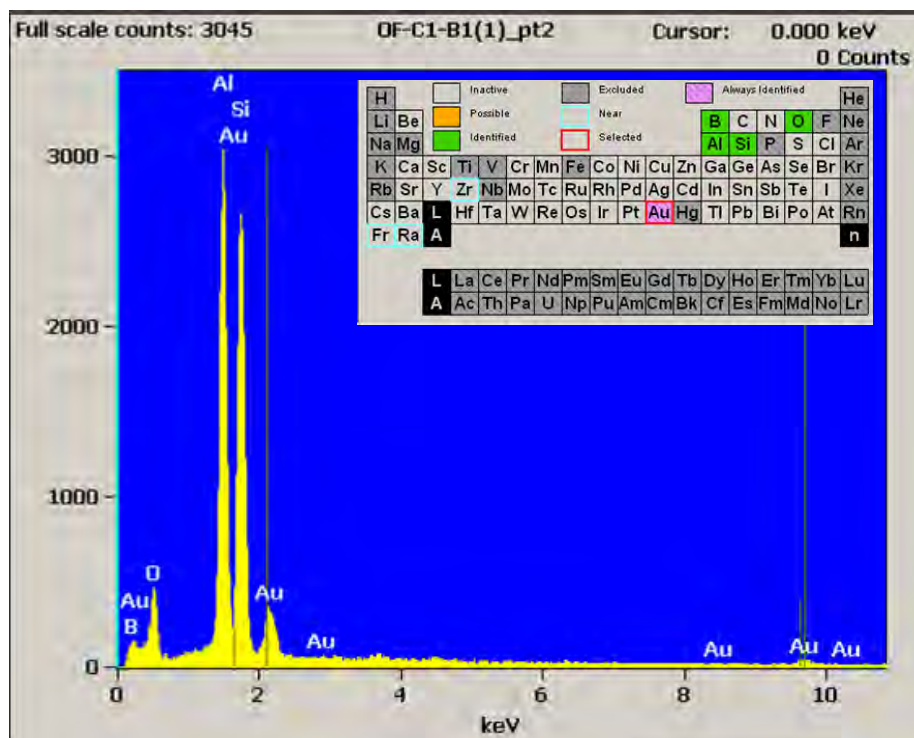 Full scale counts: 3045 OF-C1-B1(1)_pt2 Cursor: 0.000 keV
0 Counts
Al
Si
Au
Inactive Excluded Always Identified
Possible Near
Identified Selected
H He
Li Be B C N O F Ne
Na Mg Al Si P S Cl Ar
K Ca Sc Ti V Cr Mn Fe Co Ni Cu Zn Ga Ge As Se Br Kr
Rb Sr Y Zr Nb Mo Tc Ru Rh Pd Ag Cd In Sn Sb Te I Xe
Cs Ba L Hf Ta W Re Os Ir Pt Au Hg Tl Pb Bi Po At Rn
Fr Ra A n
L La Ce Pr Nd Pm Sm Eu Gd Tb Dy Ho Er Tm Yb Lu
A Ac Th Pa U Np Pu Am Cm Bk Cf Es Fm Md No Lr
3000
2000
1000
O
Au Au
B Au Au Au Au
0
0 2 4 6 8 10
keV